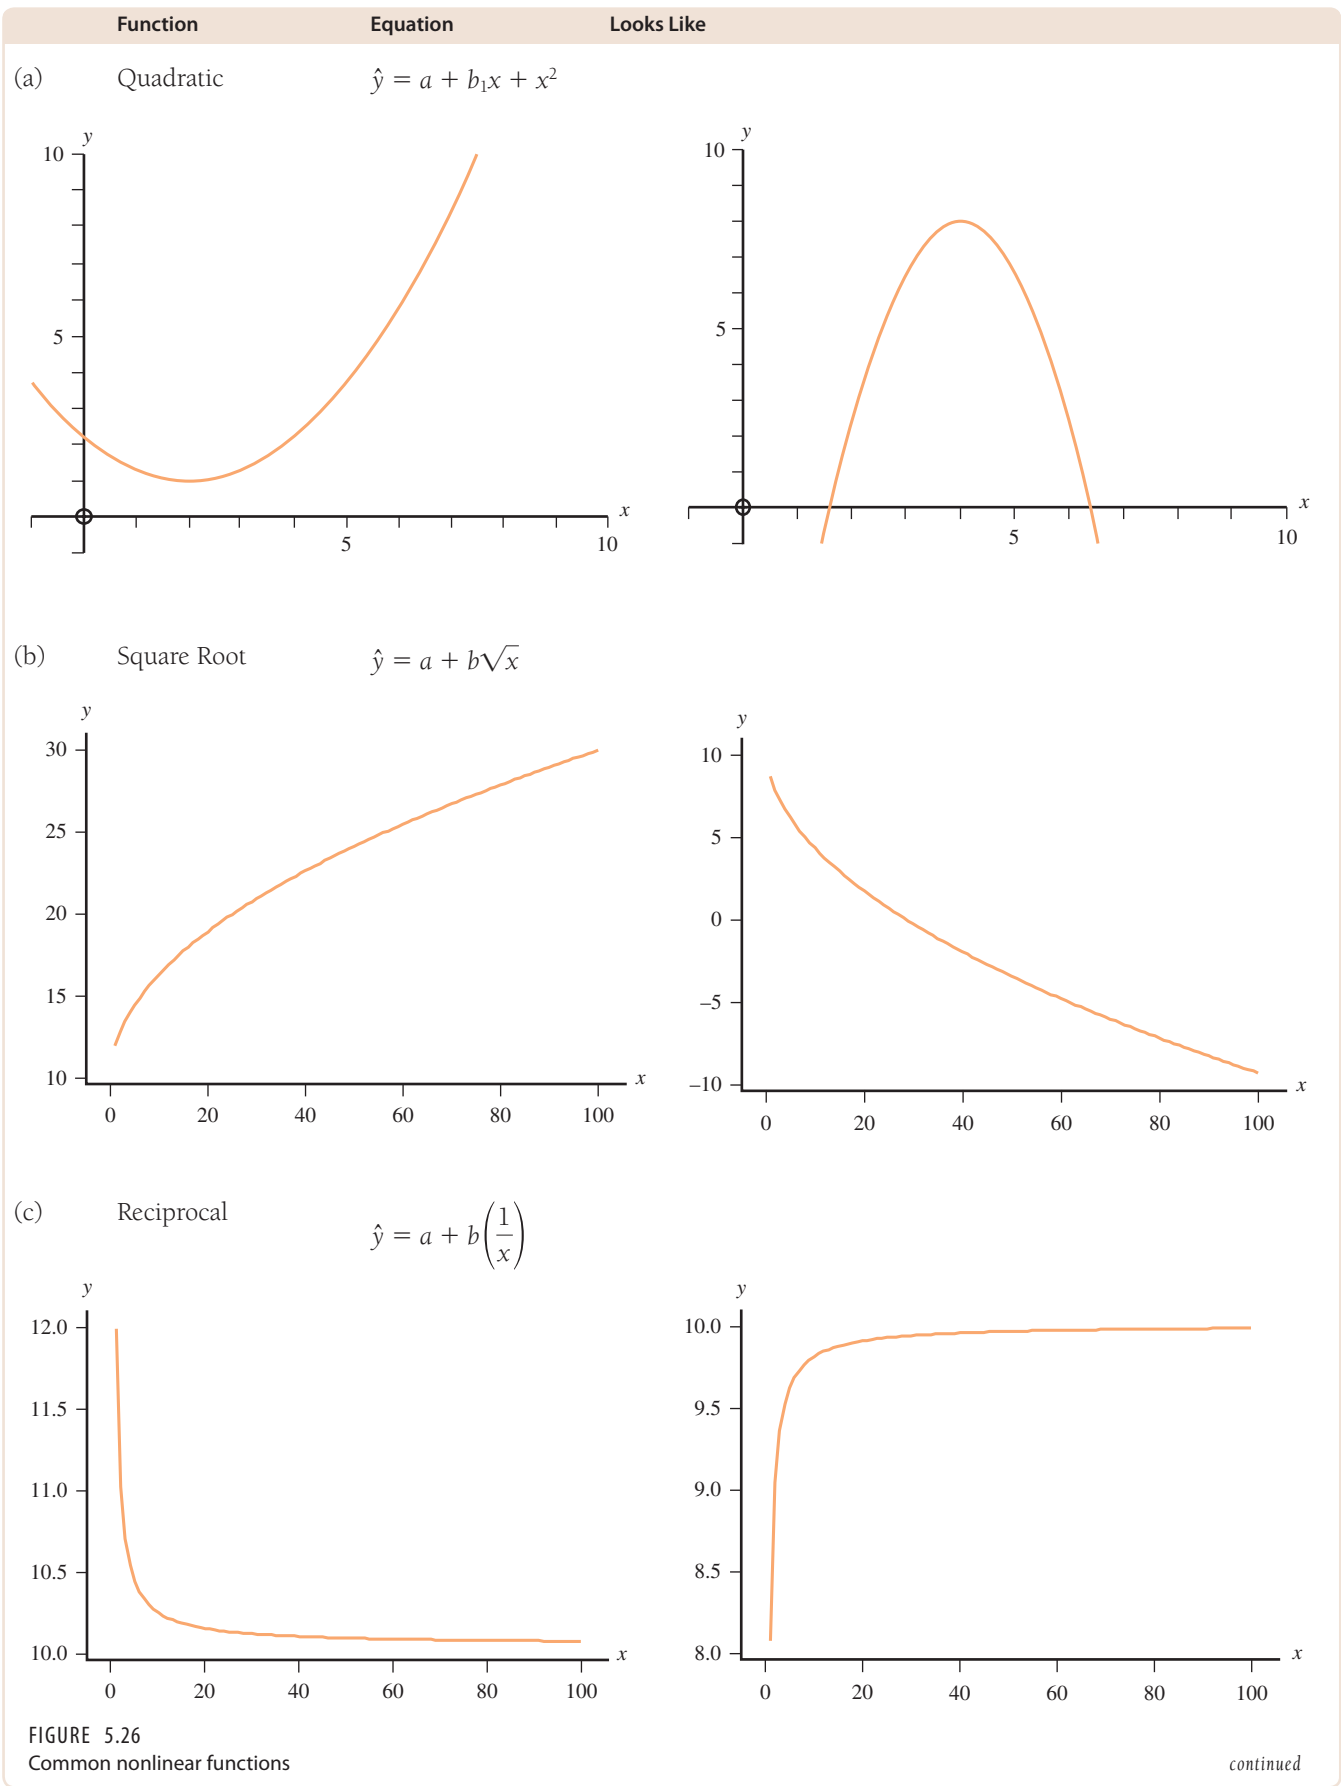 Function Equation Looks Like
(a) Quadratic ŷ = a + b₁x + x²
y y
10 10
5 5
x x
5 10 5 10
(b) Square Root ŷ = a + b√x
y y
30 10
25 5
20 0
15 –5
10 –10
x x
0 20 40 60 80 100 0 20 40 60 80 100
(c) Reciprocal ŷ = a + b(1/x)
y y
12.0 10.0
11.5 9.5
11.0 9.0
10.5 8.5
10.0 8.0
x x
0 20 40 60 80 100 0 20 40 60 80 100
FIGURE 5.26
Common nonlinear functions continued